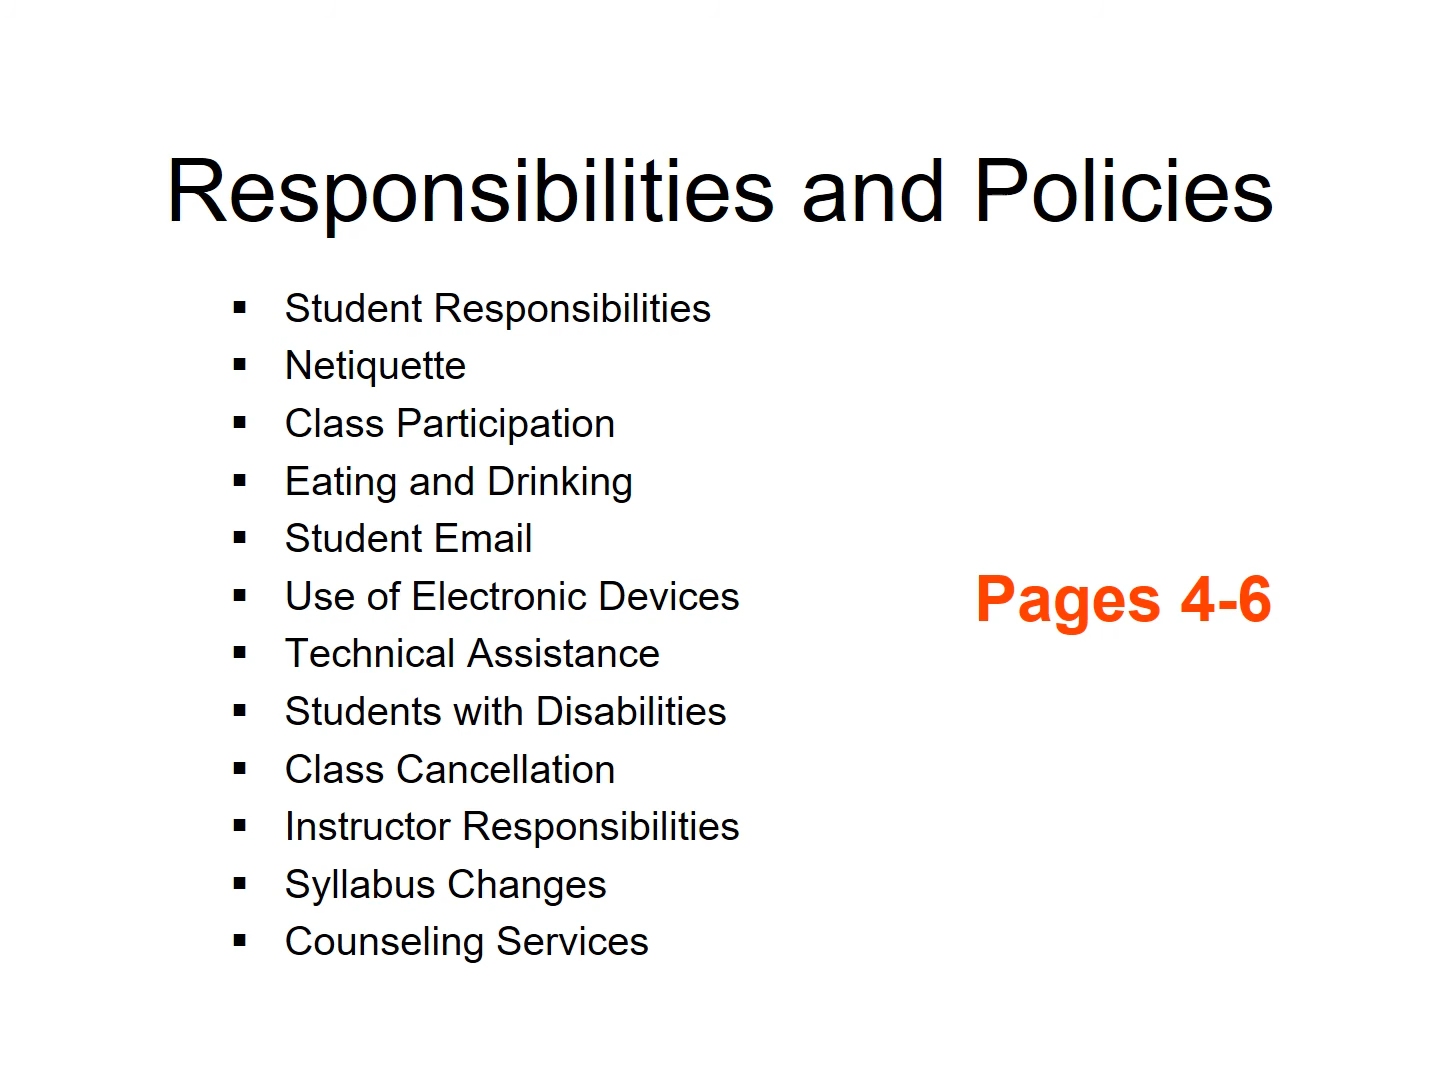 Responsibilities and Policies
▪ Student Responsibilities
▪ Netiquette
▪ Class Participation
▪ Eating and Drinking
▪ Student Email
▪ Use of Electronic Devices
▪ Technical Assistance
▪ Students with Disabilities
▪ Class Cancellation
▪ Instructor Responsibilities
▪ Syllabus Changes
▪ Counseling Services
Pages 4-6